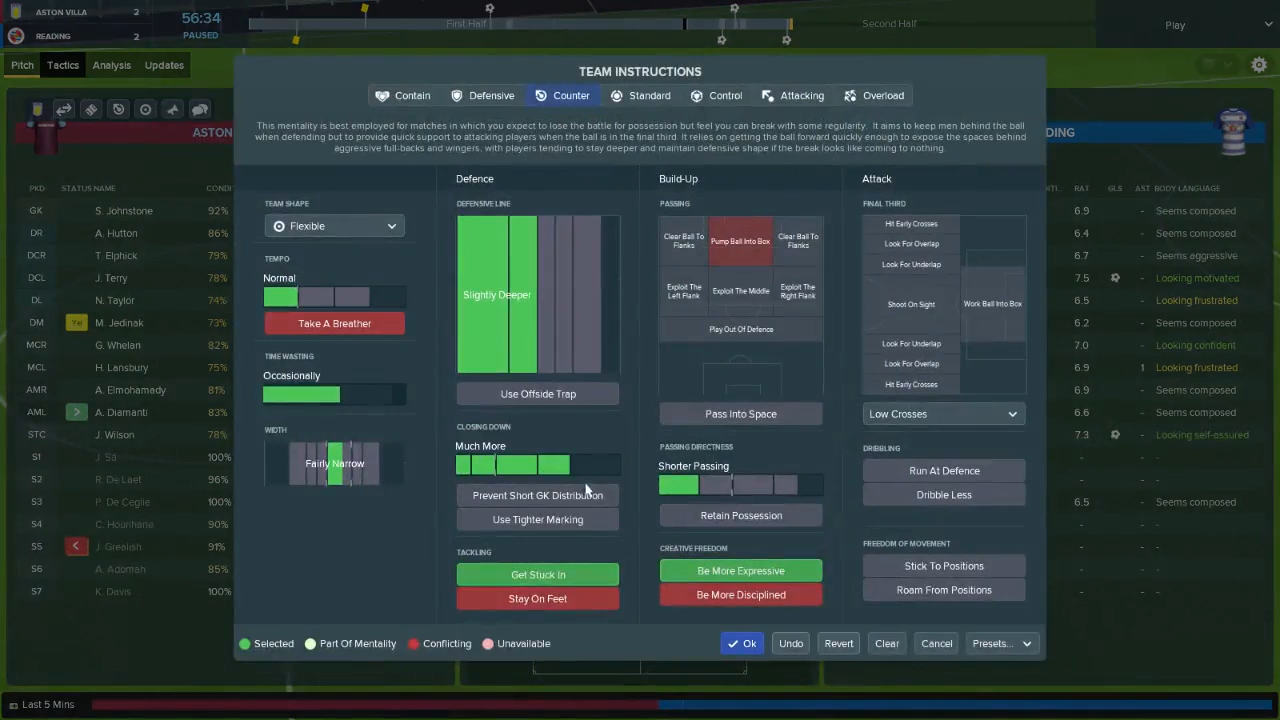 ASTON VILLA 2
READING 2
56:34
PAUSED
First Half
Second Half
Play
Pitch
Tactics
Analysis
Updates
TEAM INSTRUCTIONS
Contain
Defensive
Counter
Standard
Control
Attacking
Overload
This mentality is best employed for matches in which you expect to lose the battle for possession but feel you can break with some regularity. It aims to keep men behind the ball
when defending but to provide quick support to attacking players when the ball is in the final third. It relies on getting the ball forward quickly enough to expose the spaces behind
aggressive full-backs and wingers, with players tending to stay deeper and maintain defensive shape if the break looks like coming to nothing.
ASTON
DING
PKD STATUS NAME CONDI
GK S. Johnstone 92%
DR A. Hutton 86%
DCR T. Elphick 79%
DCL J. Terry 78%
DL N. Taylor 74%
DM Yel M. Jedinak 73%
MCR G. Whelan 82%
MCL H. Lansbury 75%
AMR A. Elmohamady 81%
AML A. Diamanti 83%
STC J. Wilson 78%
S1 J. Sá 100%
S2 R. De Laet 96%
S3 P. De Ceglie 100%
S4 C. Hourihane 90%
S5 J. Grealish 91%
S6 A. Adomah 85%
S7 K. Davis 100%
TEAM SHAPE
Flexible
TEMPO
Normal
Take A Breather
TIME WASTING
Occasionally
WIDTH
Fairly Narrow
Defence
DEFENSIVE LINE
Slightly Deeper
Use Offside Trap
CLOSING DOWN
Much More
Prevent Short GK Distribution
Use Tighter Marking
TACKLING
Get Stuck In
Stay On Feet
Build-Up
PASSING
Clear Ball To Flanks
Pump Ball Into Box
Clear Ball To Flanks
Exploit The Left Flank
Exploit The Middle
Exploit The Right Flank
Play Out Of Defence
Pass Into Space
PASSING DIRECTNESS
Shorter Passing
Retain Possession
CREATIVE FREEDOM
Be More Expressive
Be More Disciplined
Attack
FINAL THIRD
Hit Early Crosses
Look For Overlap
Look For Underlap
Shoot On Sight
Work Ball Into Box
Look For Underlap
Look For Overlap
Hit Early Crosses
Low Crosses
DRIBBLING
Run At Defence
Dribble Less
FREEDOM OF MOVEMENT
Stick To Positions
Roam From Positions
RAT GLS AST BODY LANGUAGE
6.9 - Seems composed
6.4 - Seems composed
6.7 - Seems aggressive
7.5 - Looking motivated
6.5 - Looking frustrated
6.2 - Seems composed
7.0 - Looking confident
6.9 1 Looking frustrated
6.9 - Seems composed
6.6 - Seems composed
7.3 - Looking self-assured
6.5 - Seems composed
Selected
Part Of Mentality
Conflicting
Unavailable
Ok
Undo
Revert
Clear
Cancel
Presets...
Last 5 Mins